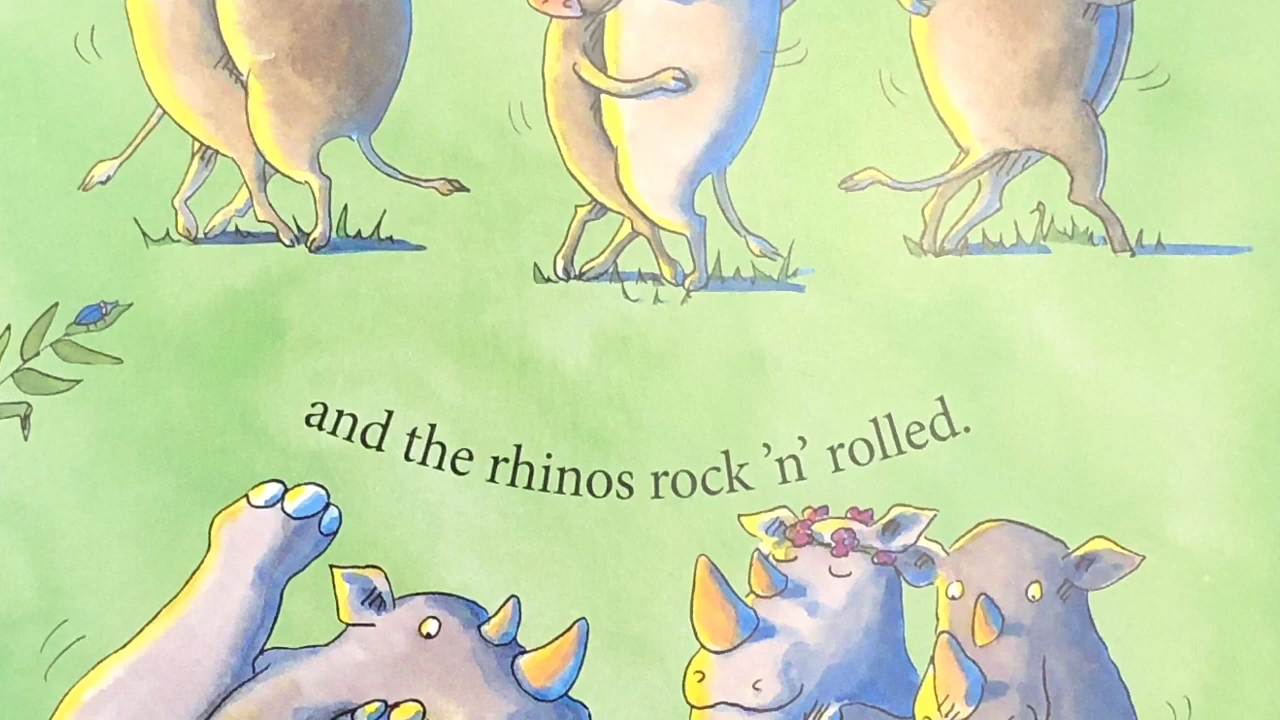 and the rhinos rock ’n’ rolled.